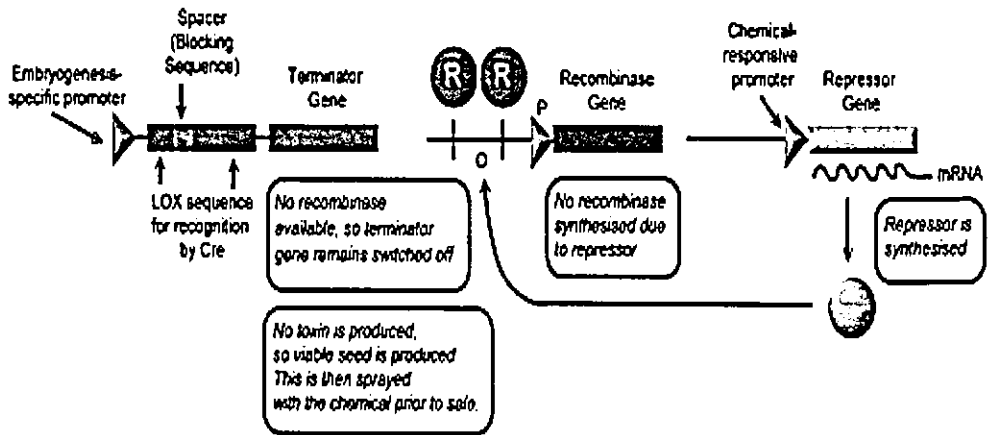 Spacer
(Blocking
Sequence)
Embryogenesis-
specific promoter
Terminator
Gene
R
R
P
Recombinase
Gene
Chemical-
responsive
promoter
Repressor
Gene
O
mRNA
LOX sequence
for recognition
by Cre
No recombinase
available, so terminator
gene remains switched off
No recombinase
synthesised due
to repressor
Repressor is
synthesised
No toxin is produced,
so viable seed is produced
This is then sprayed
with the chemical prior to sale.